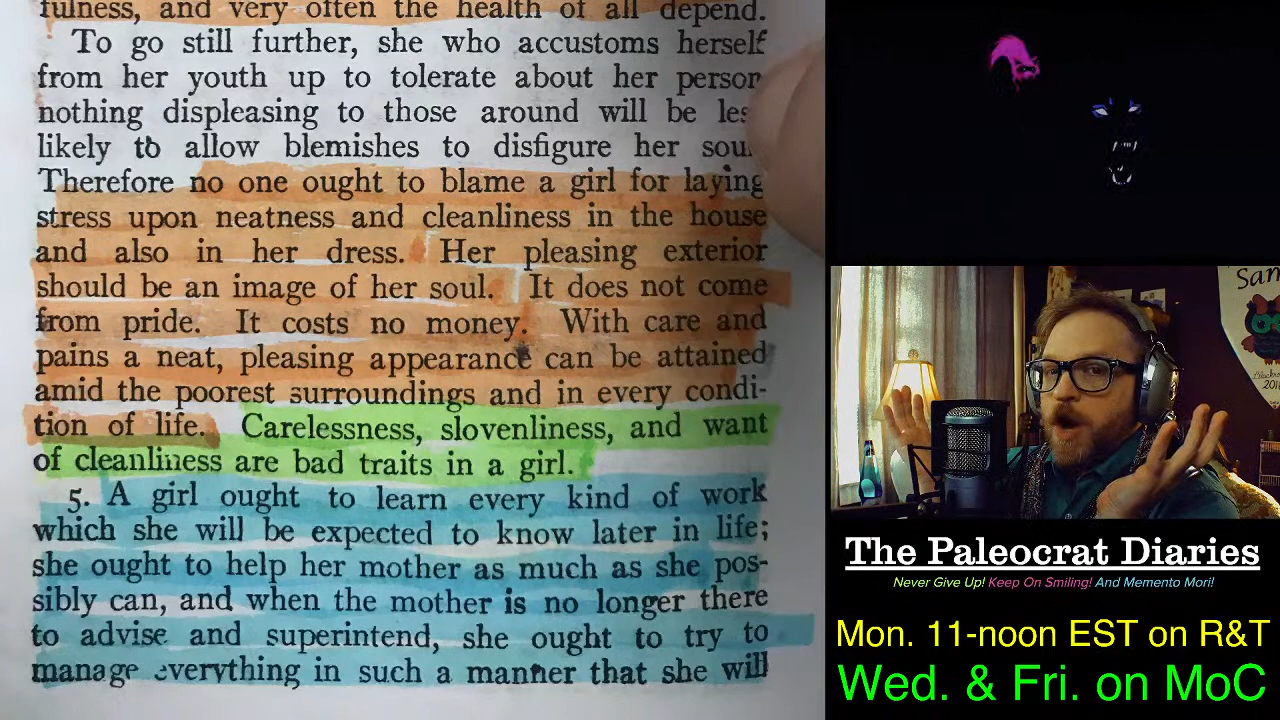 fulness, and very often the health of all depend.
To go still further, she who accustoms herself
from her youth up to tolerate about her person
nothing displeasing to those around will be les
likely to allow blemishes to disfigure her sou
Therefore no one ought to blame a girl for laying
stress upon neatness and cleanliness in the house
and also in her dress. Her pleasing exterior
should be an image of her soul. It does not come
from pride. It costs no money. With care and
pains a neat, pleasing appearance can be attained
amid the poorest surroundings and in every condi-
tion of life. Carelessness, slovenliness, and want
of cleanliness are bad traits in a girl.
5. A girl ought to learn every kind of work
which she will be expected to know later in life;
she ought to help her mother as much as she pos-
sibly can, and when the mother is no longer there
to advise and superintend, she ought to try to
manage everything in such a manner that she will
San
201
The Paleocrat Diaries
Never Give Up! Keep On Smiling! And Memento Mori!
Mon. 11-noon EST on R&T
Wed. & Fri. on MoC